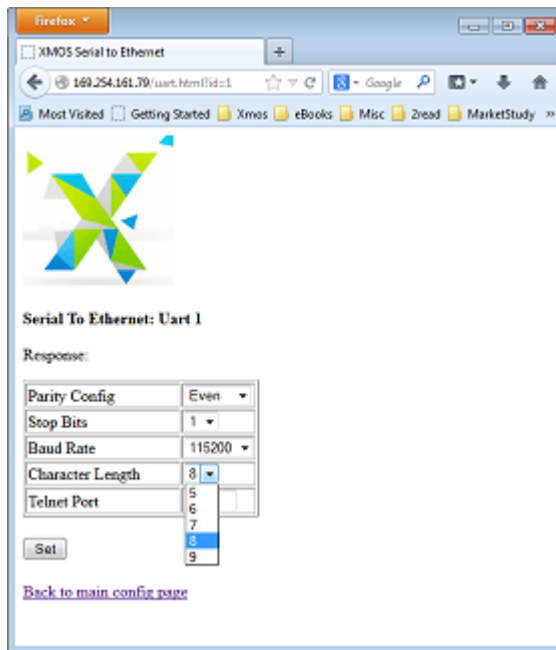 Firefox
XMOS Serial to Ethernet
169.254.161.79/uart.html?id=1
Google
Most Visited Getting Started Xmos eBooks Misc 2read MarketStudy »
Serial To Ethernet: Uart 1
Response:
Parity Config Even
Stop Bits 1
Baud Rate 115200
Character Length 8
Telnet Port
5
6
7
8
9
Set
Back to main config page